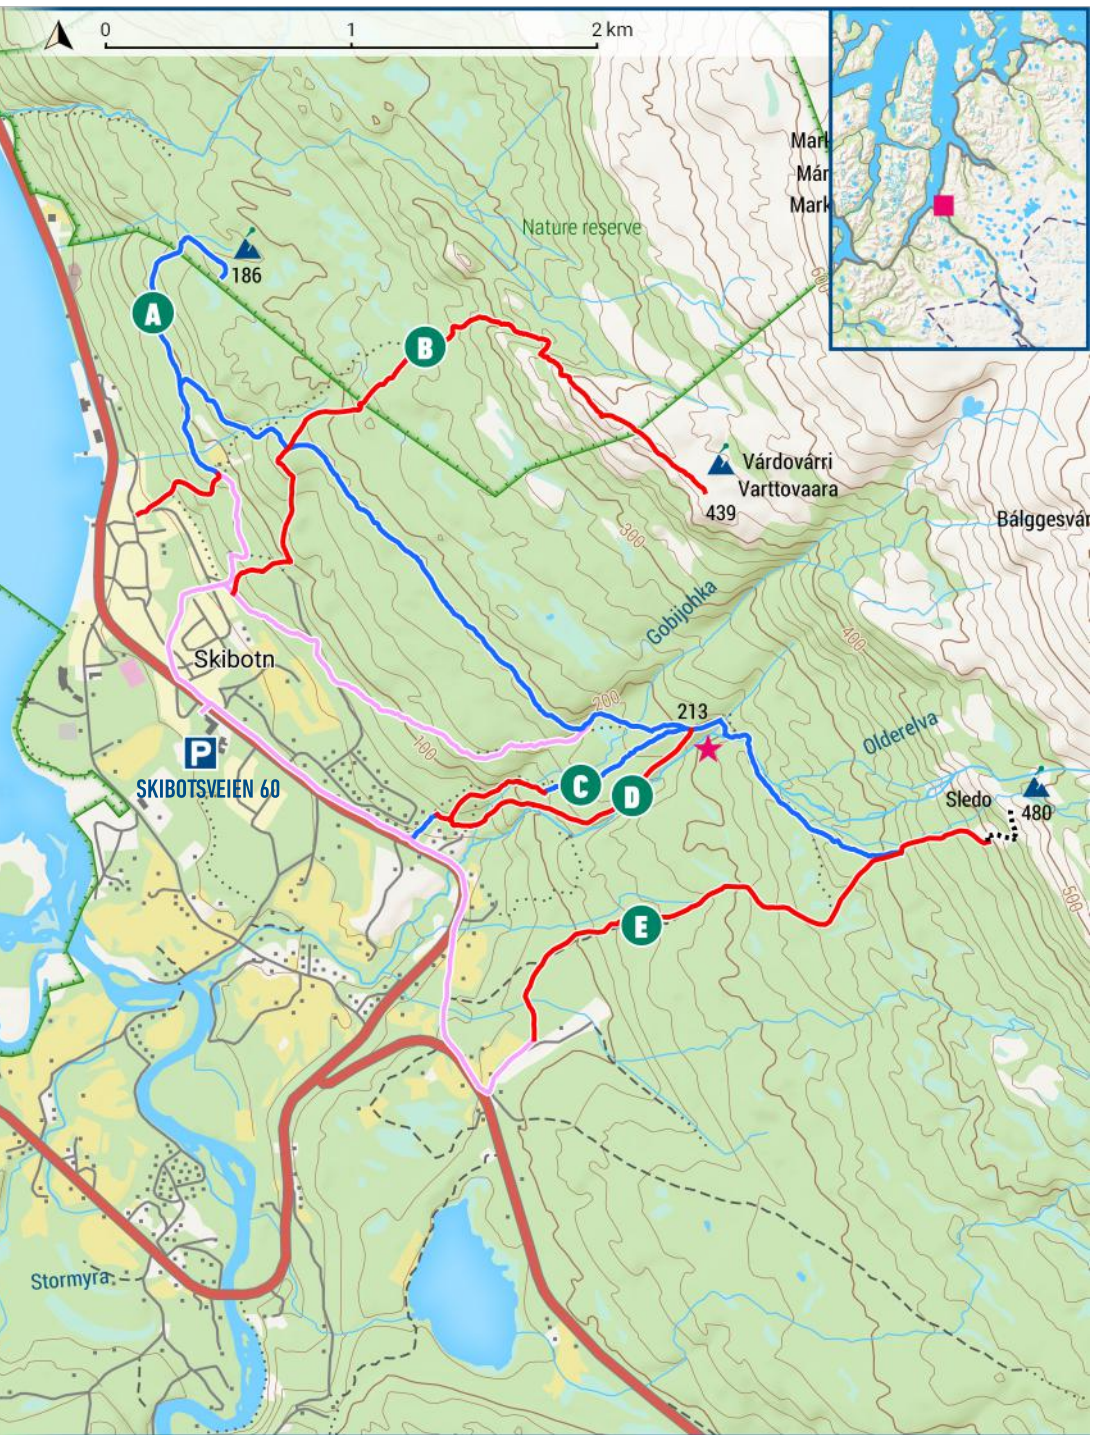 0 1 2 km
Mark
Már
Mark
Nature reserve
186
A
600
B
Várdovárri
Varttovaara
439
Bálggesvár
300
Gobijohka
400
Skibotn
200
213
100
Olderelva
P
SKIBOTSVEIEN 60
C
D
Sledo
480
500
E
Stormyra